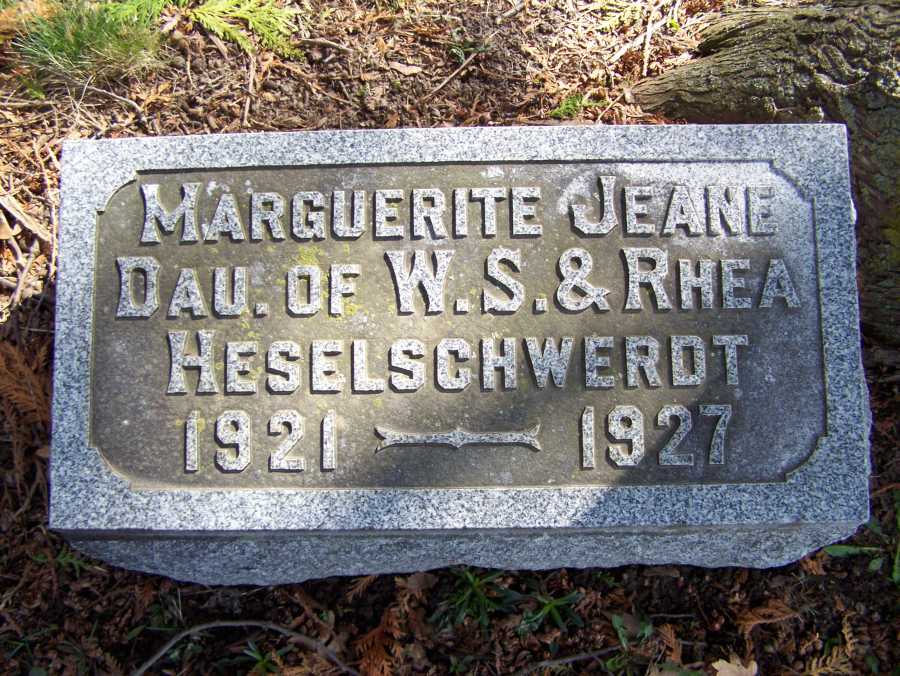 MARGUERITE JEANE
DAU. OF W. S. & RHEA
HESELSCHWERDT
1921 — 1927